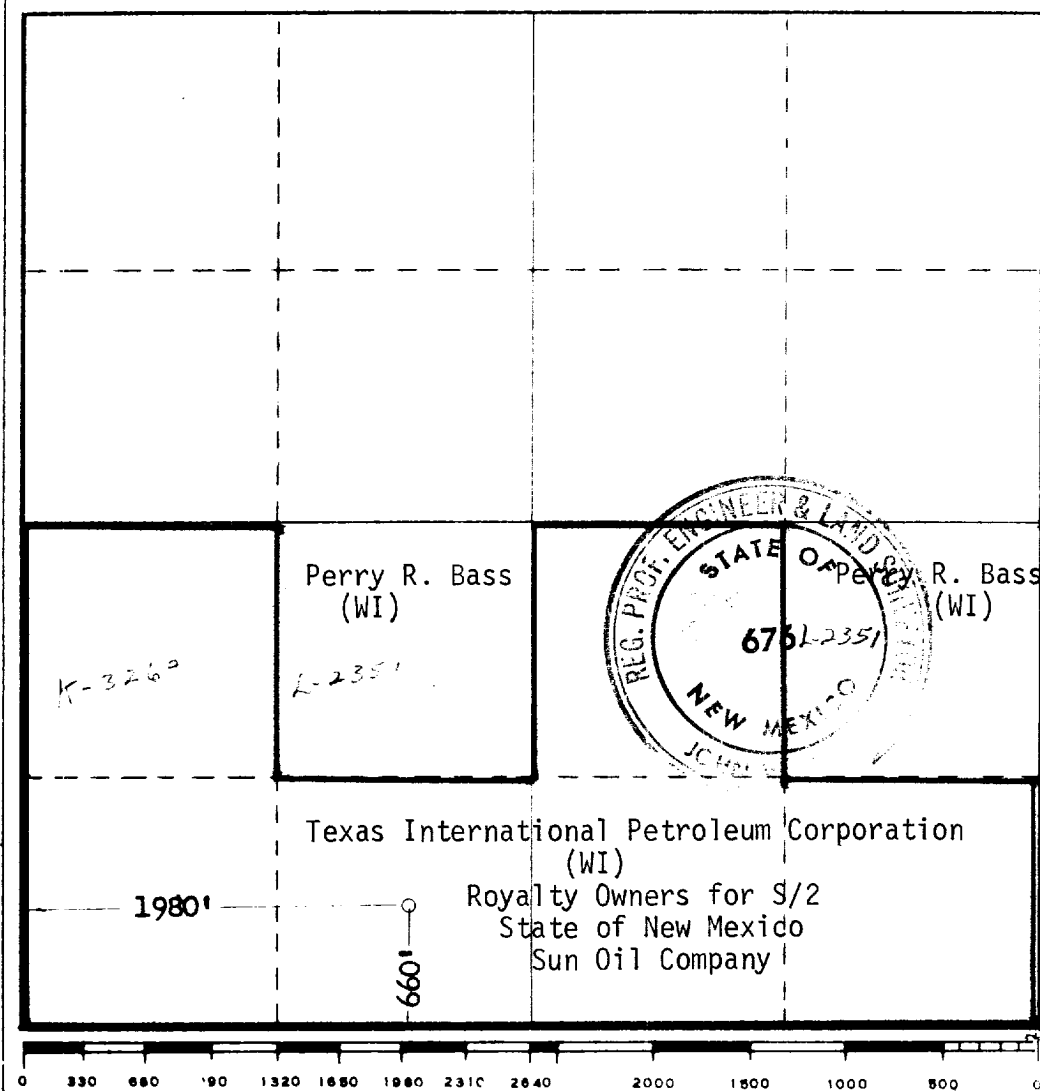 Perry R. Bass
(WI)
REG. PROF. ENGINEER & LAND
STATE OF
676
NEW MEXICO
Perry R. Bass
(WI)
L-2351
K-3260
L-2351
Texas International Petroleum Corporation
(WI)
Royalty Owners for S/2
State of New Mexico
Sun Oil Company
1980'
660'
0 330 660 990 1320 1650 1980 2310 2640 2000 1500 1000 500 0